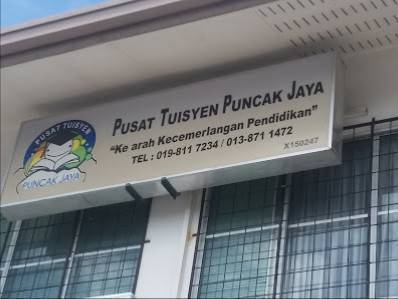 PUSAT TUISYEN
PUNCAK JAYA
PUSAT TUISYEN PUNCAK JAYA
"Ke arah Kecemerlangan Pendidikan"
TEL : 019-811 7234 / 013-871 1472
X150247